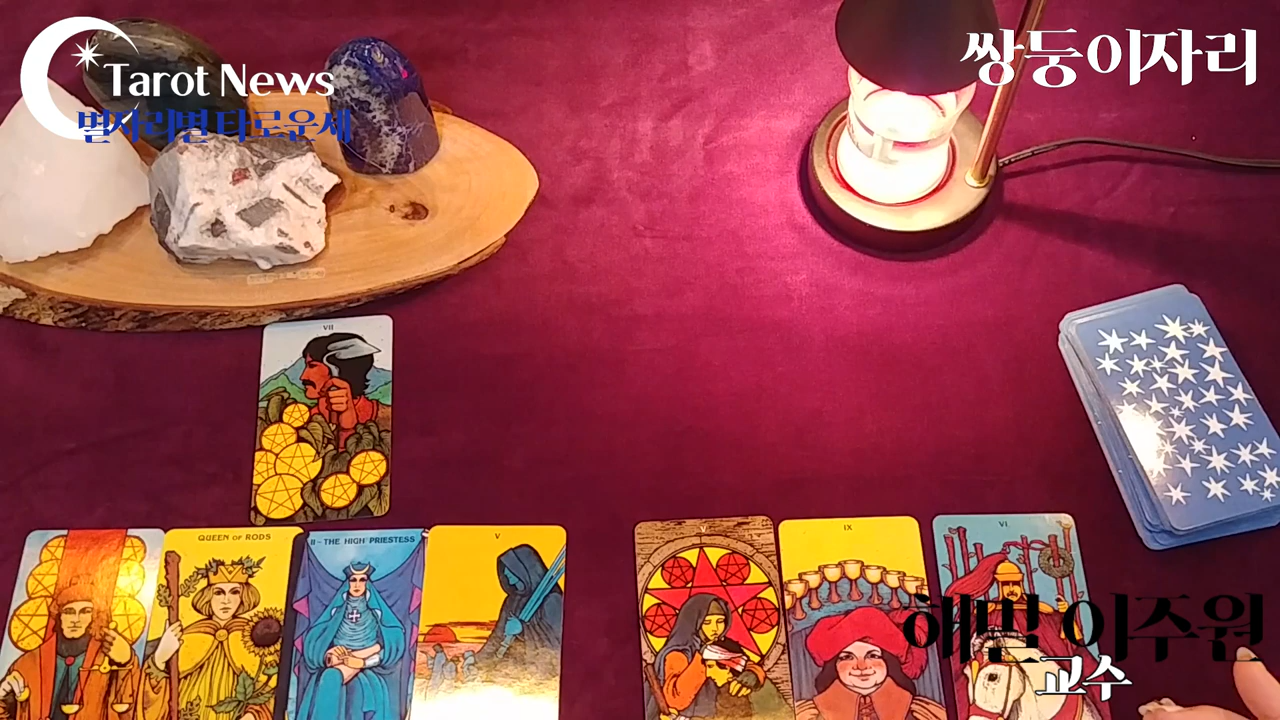 Tarot News
별자리별 타로운세
쌍둥이자리
VII
QUEEN OF RODS
II - THE HIGH PRIESTESS
V
V
IX
VI
해빈 이주원
교수